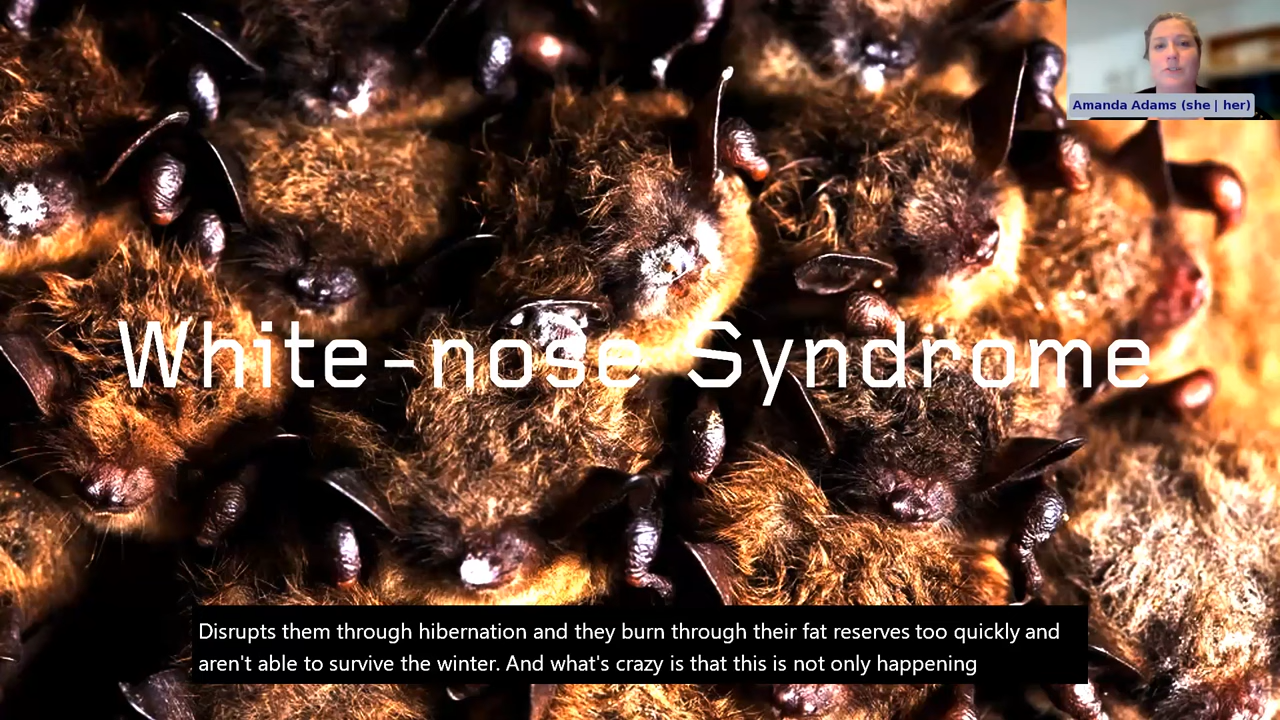 Amanda Adams (she | her)
White-nose Syndrome
Disrupts them through hibernation and they burn through their fat reserves too quickly and
aren't able to survive the winter. And what's crazy is that this is not only happening